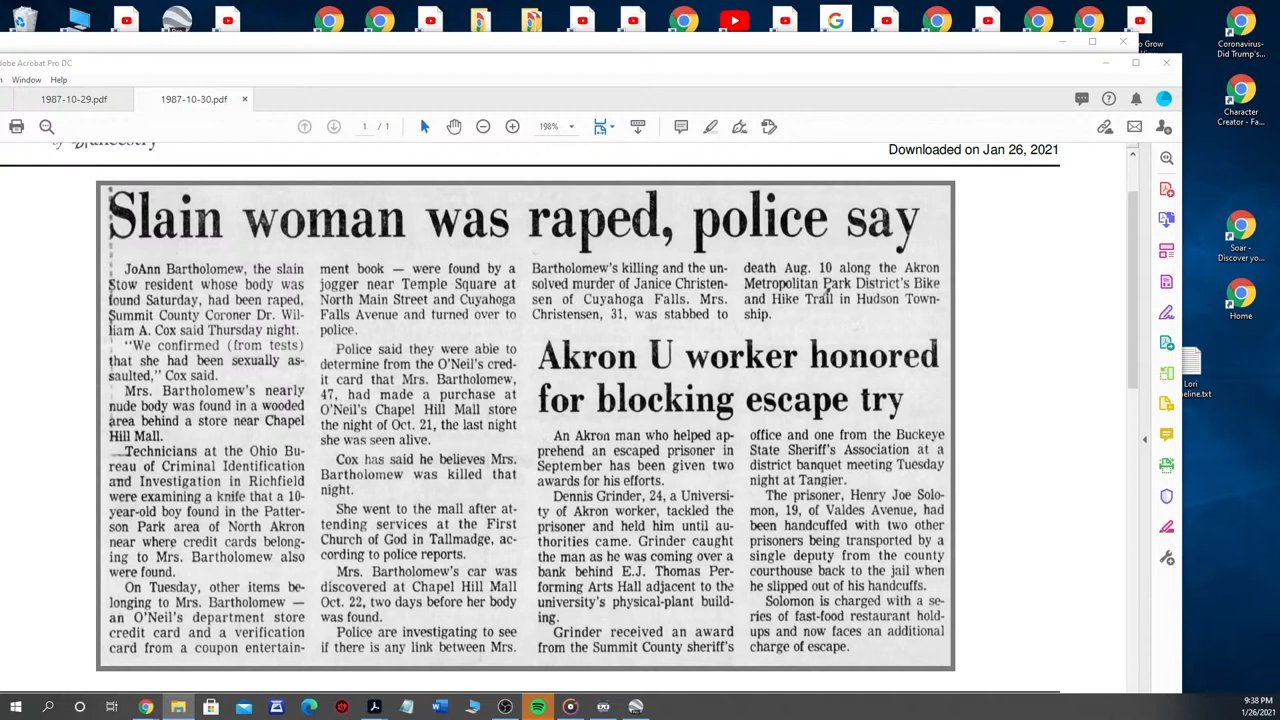 to Grow
Coronavirus-
Did Trump's...
Adobe Acrobat Pro DC
Window Help
1987-10-29.pdf
1987-10-30.pdf
1 / 1
198%
Character
Creator - Fa...
by ancestry
Downloaded on Jan 26, 2021
Slain woman was raped, police say
JoAnn Bartholomew, the slain
Stow resident whose body was
found Saturday, had been raped,
Summit County Coroner Dr. Wil-
liam A. Cox said Thursday night.
"We confirmed (from tests)
that she had been sexually as-
saulted," Cox said.
Mrs. Bartholomew's nearly
nude body was found in a wooded
area behind a store near Chapel
Hill Mall.
Technicians at the Ohio Bu-
reau of Criminal Identification
and Investigation in Richfield
were examining a knife that a 10-
year-old boy found in the Patter-
son Park area of North Akron
near where credit cards belong-
ing to Mrs. Bartholomew also
were found.
On Tuesday, other items be-
longing to Mrs. Bartholomew —
an O'Neil's department store
credit card and a verification
card from a coupon entertain-
ment book — were found by a
jogger near Temple Square at
North Main Street and Cuyahoga
Falls Avenue and turned over to
police.
Police said they were able to
determine from the O'Neil's cred-
it card that Mrs. Bartholomew,
47, had made a purchase at
O'Neil's Chapel Hill Mall store
the night of Oct. 21, the last night
she was seen alive.
Cox has said he believes Mrs.
Bartholomew was killed that
night.
She went to the mall after at-
tending services at the First
Church of God in Tallmadge, ac-
cording to police reports.
Mrs. Bartholomew's car was
discovered at Chapel Hill Mall
Oct. 22, two days before her body
was found.
Police are investigating to see
if there is any link between Mrs.
Bartholomew's killing and the un-
solved murder of Janice Christen-
sen of Cuyahoga Falls. Mrs.
Christensen, 31, was stabbed to
death Aug. 10 along the Akron
Metropolitan Park District's Bike
and Hike Trail in Hudson Town-
ship.
Akron U worker honored
for blocking escape try
An Akron man who helped ap-
prehend an escaped prisoner in
September has been given two
awards for his efforts.
Dennis Grinder, 24, a Universi-
ty of Akron worker, tackled the
prisoner and held him until au-
thorities came. Grinder caught
the man as he was coming over a
bank behind E.J. Thomas Per-
forming Arts Hall adjacent to the
university's physical-plant build-
ing.
Grinder received an award
from the Summit County sheriff's
office and one from the Buckeye
State Sheriff's Association at a
district banquet meeting Tuesday
night at Tangier.
The prisoner, Henry Joe Solo-
mon, 19, of Valdes Avenue, had
been handcuffed with two other
prisoners being transported by a
single deputy from the county
courthouse back to the jail when
he slipped out of his handcuffs.
Solomon is charged with a se-
ries of fast-food restaurant hold-
ups and now faces an additional
charge of escape.
Soar -
Discover yo...
Home
Lori
9:38 PM
1/26/2021